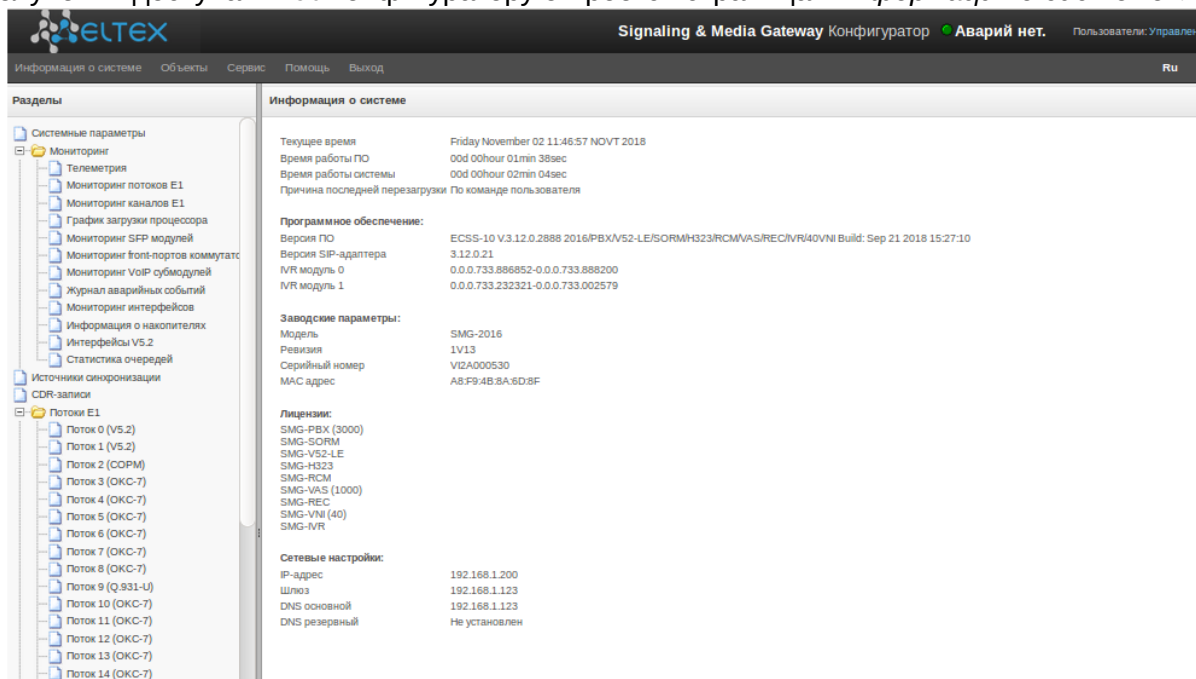 ELTEX
Signaling & Media Gateway Конфигуратор Аварий нет. Пользователи: Управлен
Информация о системе Объекты Сервис Помощь Выход Ru
Разделы
Системные параметры
Мониторинг
Телеметрия
Мониторинг потоков E1
Мониторинг каналов E1
График загрузки процессора
Мониторинг SFP модулей
Мониторинг front-портов коммутато
Мониторинг VoIP субмодулей
Журнал аварийных событий
Мониторинг интерфейсов
Информация о накопителях
Интерфейсы V5.2
Статистика очередей
Источники синхронизации
CDR-записи
Потоки E1
Поток 0 (V5.2)
Поток 1 (V5.2)
Поток 2 (СОРМ)
Поток 3 (ОКС-7)
Поток 4 (ОКС-7)
Поток 5 (ОКС-7)
Поток 6 (ОКС-7)
Поток 7 (ОКС-7)
Поток 8 (ОКС-7)
Поток 9 (Q.931-U)
Поток 10 (ОКС-7)
Поток 11 (ОКС-7)
Поток 12 (ОКС-7)
Поток 13 (ОКС-7)
Поток 14 (ОКС-7)
Информация о системе
Текущее время Friday November 02 11:46:57 NOVT 2018
Время работы ПО 00d 00hour 01min 38sec
Время работы системы 00d 00hour 02min 04sec
Причина последней перезагрузки По команде пользователя
Программное обеспечение:
Версия ПО ECSS-10 V.3.12.0.2888 2016/PBX/V52-LE/SORM/H323/RCM/VAS/REC/IVR/40VNI Build: Sep 21 2018 15:27:10
Версия SIP-адаптера 3.12.0.21
IVR модуль 0 0.0.0.733.886852-0.0.0.733.888200
IVR модуль 1 0.0.0.733.232321-0.0.0.733.002579
Заводские параметры:
Модель SMG-2016
Ревизия 1V13
Серийный номер VI2A000530
MAC адрес A8:F9:4B:8A:6D:8F
Лицензии:
SMG-PBX (3000)
SMG-SORM
SMG-V52-LE
SMG-H323
SMG-RCM
SMG-VAS (1000)
SMG-REC
SMG-VNI (40)
SMG-IVR
Сетевые настройки:
IP-адрес 192.168.1.200
Шлюз 192.168.1.123
DNS основной 192.168.1.123
DNS резервный Не установлен